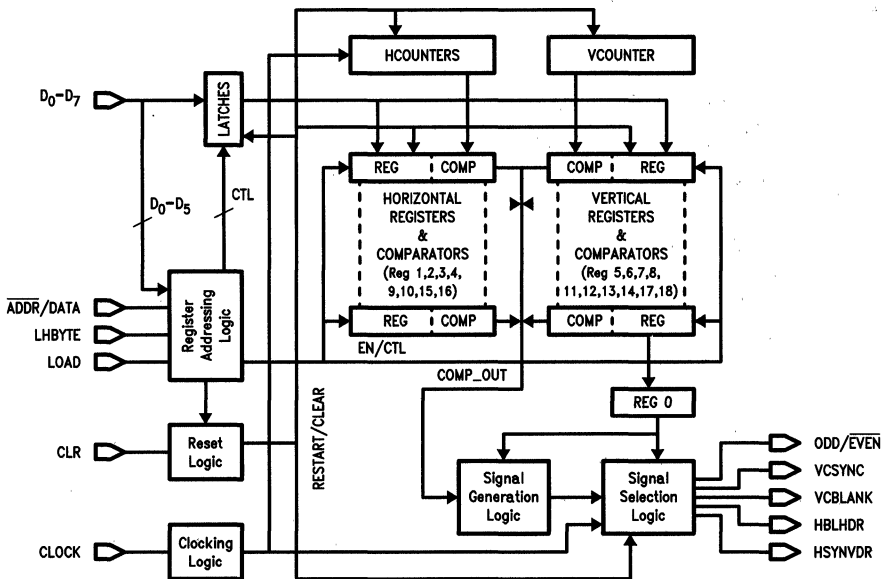 HCOUNTERS
VCOUNTER
D0-D7
LATCHES
REG
COMP
COMP
REG
D0-D5
CTL
HORIZONTAL
REGISTERS
&
COMPARATORS
(Reg 1,2,3,4,
9,10,15,16)
VERTICAL
REGISTERS
&
COMPARATORS
(Reg 5,6,7,8,
11,12,13,14,17,18)
ADDR/DATA
LHBYTE
LOAD
Register
Addressing
Logic
REG
COMP
COMP
REG
EN/CTL
COMP_OUT
REG 0
RESTART/CLEAR
CLR
Reset
Logic
Signal
Generation
Logic
Signal
Selection
Logic
ODD/EVEN
VCSYNC
VCBLANK
HBLHDR
HSYNVDR
CLOCK
Clocking
Logic